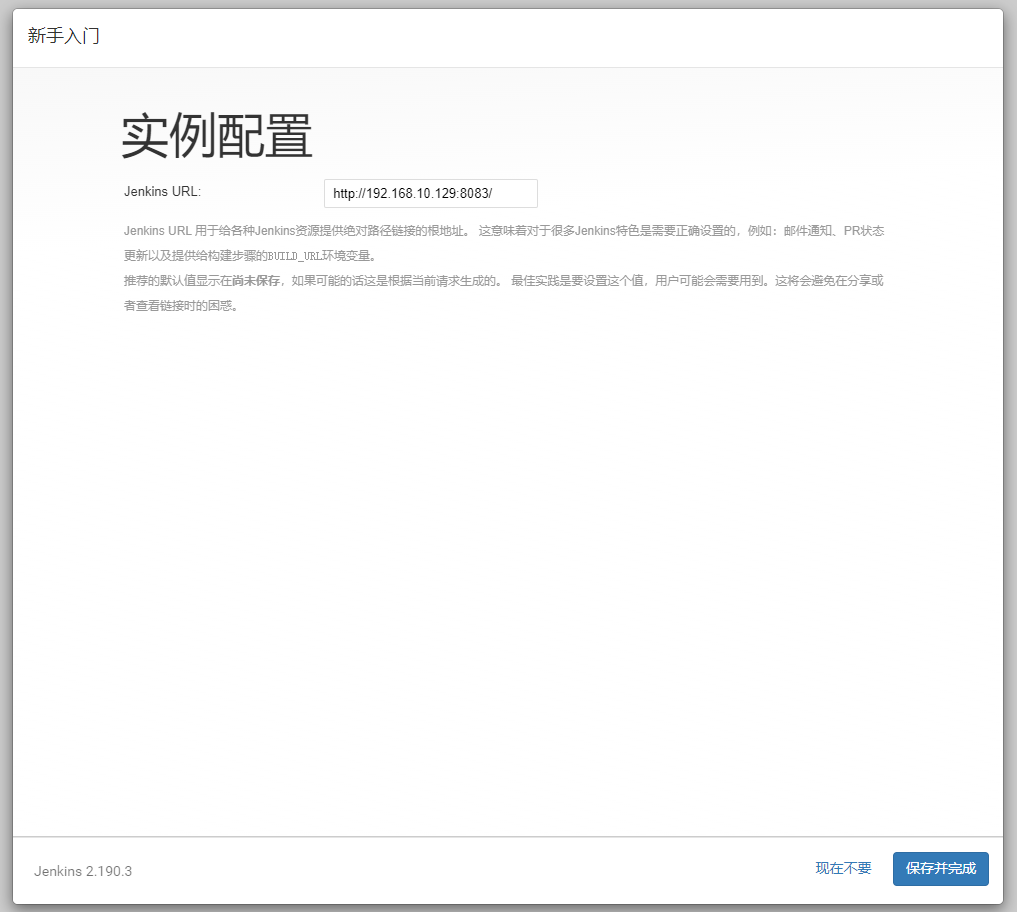 新手入门
实例配置
Jenkins URL:
http://192.168.10.129:8083/
Jenkins URL 用于给各种Jenkins资源提供绝对路径链接的根地址。 这意味着对于很多Jenkins特色是需要正确设置的，例如：邮件通知、PR状态
更新以及提供给构建步骤的BUILD_URL环境变量。
推荐的默认值显示在尚未保存，如果可能的话这是根据当前请求生成的。 最佳实践是要设置这个值，用户可能会需要用到。这将会避免在分享或
者查看链接时的困惑。
Jenkins 2.190.3
现在不要
保存并完成